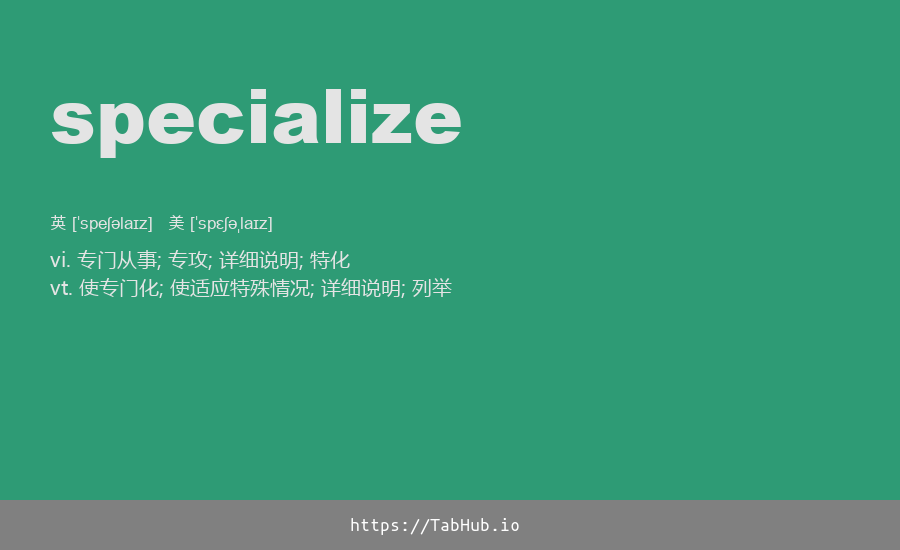 specialize
英 [ˈspeʃəlaɪz] 美 [ˈspɛʃəˌlaɪz]
vi. 专门从事; 专攻; 详细说明; 特化
vt. 使专门化; 使适应特殊情况; 详细说明; 列举
https://TabHub.io